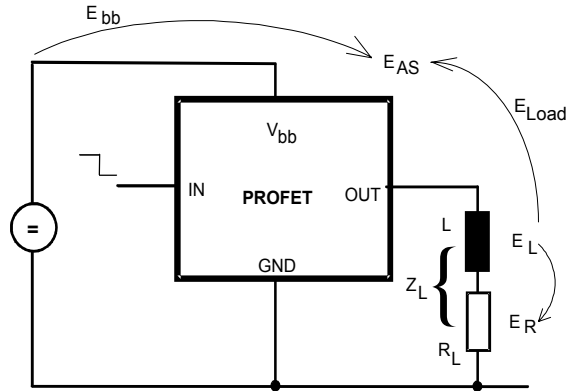 E bb
E AS
E Load
V bb
IN
PROFET
OUT
=
L
E L
GND
Z L
{
E R
R L